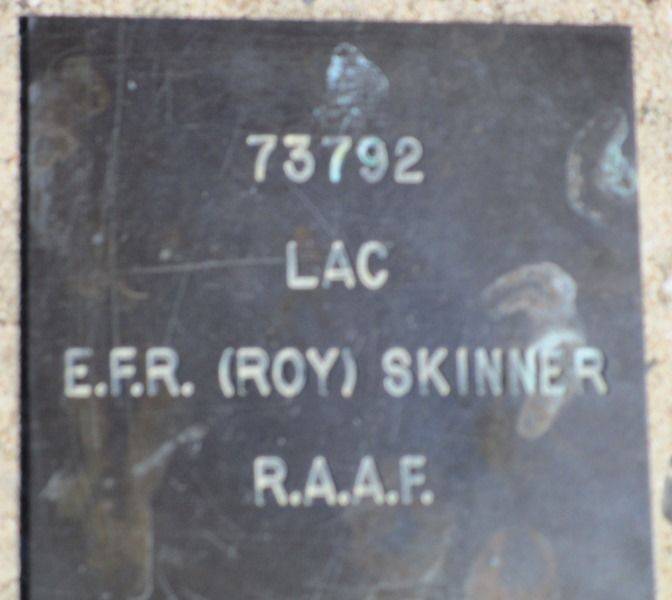 73792
LAC
E.F.R. (ROY) SKINNER
R.A.A.F.